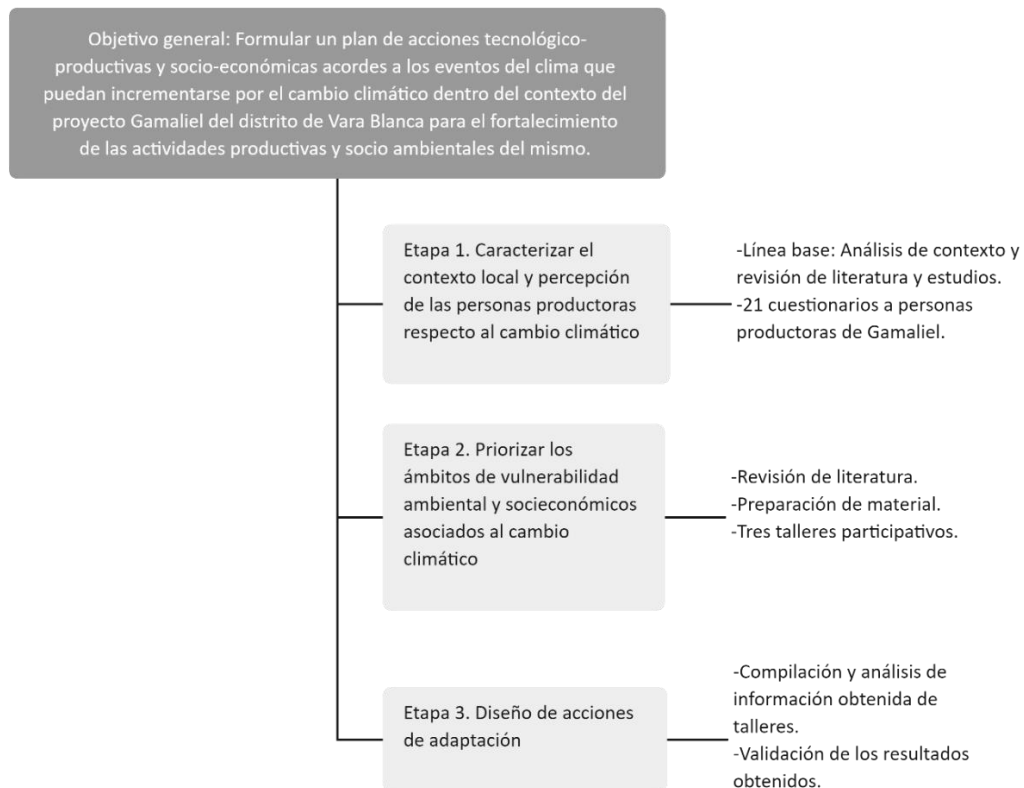 Objetivo general: Formular un plan de acciones tecnológico-
productivas y socio-económicas acordes a los eventos del clima que
puedan incrementarse por el cambio climático dentro del contexto del
proyecto Gamaliel del distrito de Vara Blanca para el fortalecimiento
de las actividades productivas y socio ambientales del mismo.
Etapa 1. Caracterizar el
contexto local y percepción
de las personas productoras
respecto al cambio climático
-Línea base: Análisis de contexto y
revisión de literatura y estudios.
-21 cuestionarios a personas
productoras de Gamaliel.
Etapa 2. Priorizar los
ámbitos de vulnerabilidad
ambiental y socieconómicos
asociados al cambio
climático
-Revisión de literatura.
-Preparación de material.
-Tres talleres participativos.
Etapa 3. Diseño de acciones
de adaptación
-Compilación y análisis de
información obtenida de
talleres.
-Validación de los resultados
obtenidos.